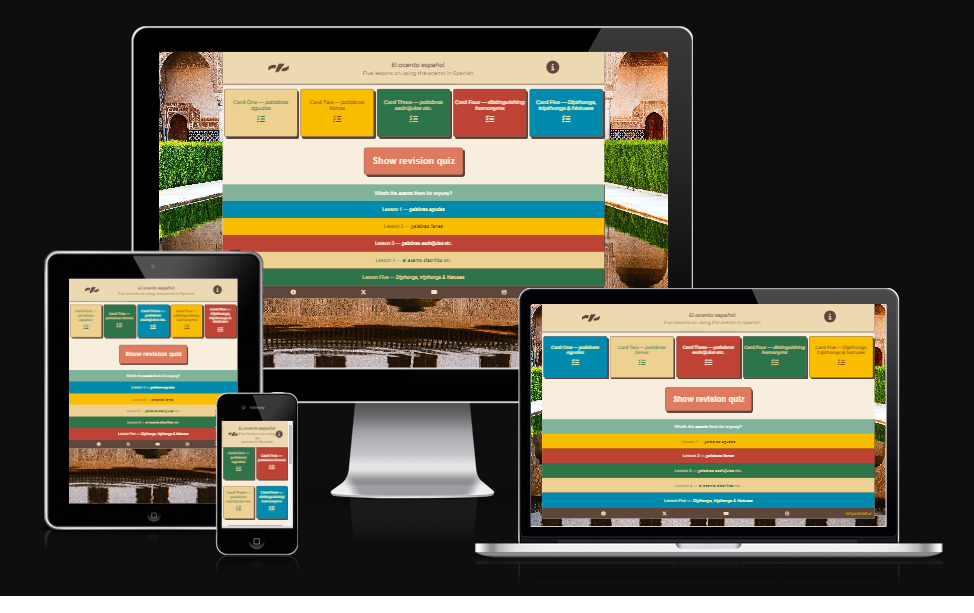 El acento español
Five lessons on using the acento in Spanish
Card One — palabras
agudas
Card Two — palabras
llanas
Card Three — palabras
esdrújulas etc.
Card Four — distinguishing
homonyms
Card Five — Dipthongs,
tripthongs & hiatuses
Show revision quiz
What's the acento there for anyway?
Lesson 1 — palabras agudas
Lesson 2 — palabras llanas
Lesson 3 — palabras esdrújulas etc.
Lesson 4 — el acento diacrítico etc.
Lesson Five — Dipthongs, tripthongs & hiatuses
El acento español
Five lessons on using the acento in Spanish
Card One —
palabras
agudas
Card Two —
palabras llanas
Card Three —
palabras
esdrújulas etc.
Card Four —
distinguishing
homonyms
Card Five —
Dipthongs,
tripthongs &
hiatuses
Show revision quiz
What's the acento there for anyway?
Lesson 1 — palabras agudas
Lesson 2 — palabras llanas
Lesson 3 — palabras esdrújulas etc.
Lesson 4 — el acento diacrítico etc.
Lesson Five — Dipthongs, tripthongs & hiatuses
El acento español
Five lessons on using
the
acento in Spanish
Card One —
palabras
agudas
Card Two —
palabras llanas
Card Three —
palabras
esdrújulas etc.
Card Four —
distinguishing
homonyms
El acento español
Five lessons on using the acento in Spanish
Card One — palabras
agudas
Card Two — palabras
llanas
Card Three — palabras
esdrújulas etc.
Card Four — distinguishing
homonyms
Card Five — Dipthongs,
tripthongs & hiatuses
Show revision quiz
What's the acento there for anyway?
Lesson 1 — palabras agudas
Lesson 2 — palabras llanas
Lesson 3 — palabras esdrújulas etc.
Lesson 4 — el acento diacrítico etc.
Lesson Five — Dipthongs, tripthongs & hiatuses
Imprimatur